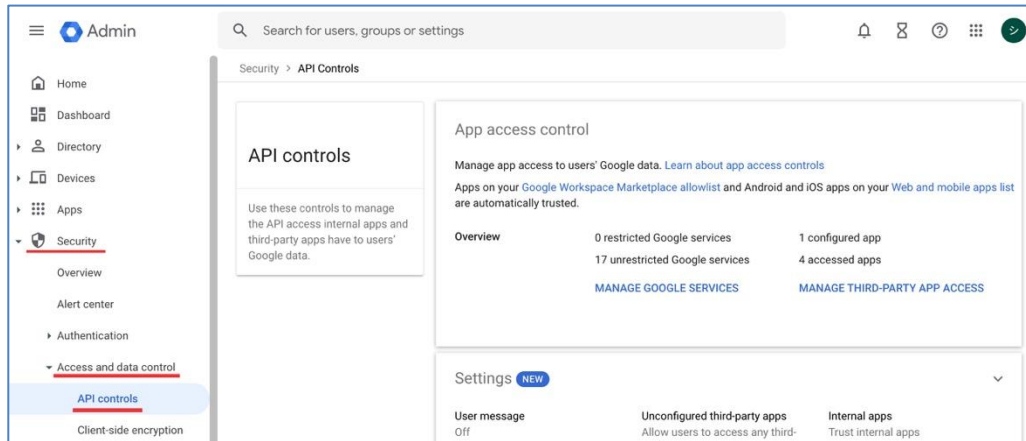 Admin
Search for users, groups or settings
シ
Security > API Controls
Home
Dashboard
Directory
Devices
Apps
Security
Overview
Alert center
Authentication
Access and data control
API controls
Client-side encryption
API controls
Use these controls to manage
the API access internal apps and
third-party apps have to users'
Google data.
App access control
Manage app access to users' Google data. Learn about app access controls
Apps on your Google Workspace Marketplace allowlist and Android and iOS apps on your Web and mobile apps list
are automatically trusted.
Overview
0 restricted Google services
1 configured app
17 unrestricted Google services
4 accessed apps
MANAGE GOOGLE SERVICES
MANAGE THIRD-PARTY APP ACCESS
Settings NEW
User message
Off
Unconfigured third-party apps
Allow users to access any third-
Internal apps
Trust internal apps